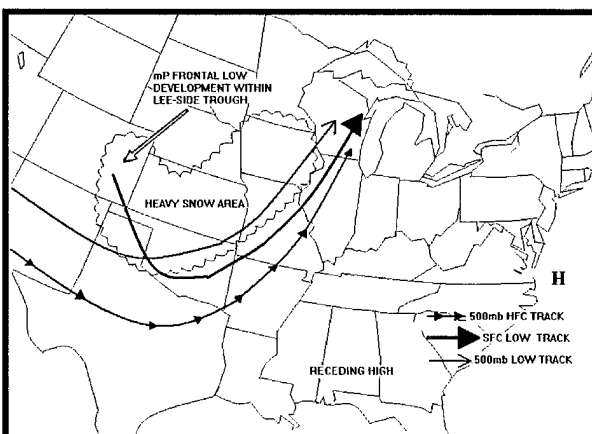 mP FRONTAL LOW
DEVELOPMENT WITHIN
LEE-SIDE TROUGH
HEAVY SNOW AREA
H
500mb HFC TRACK
SFC LOW TRACK
500mb LOW TRACK
RECEDING HIGH